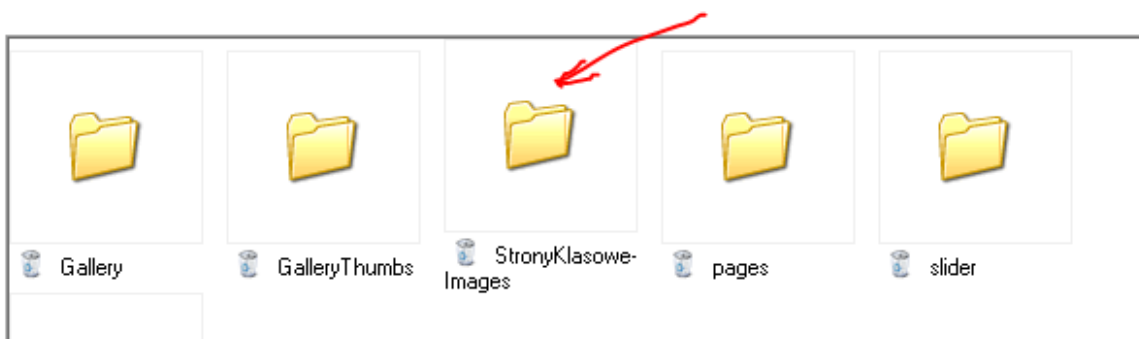 Gallery
GalleryThumbs
StronyKlasowe-
Images
pages
slider